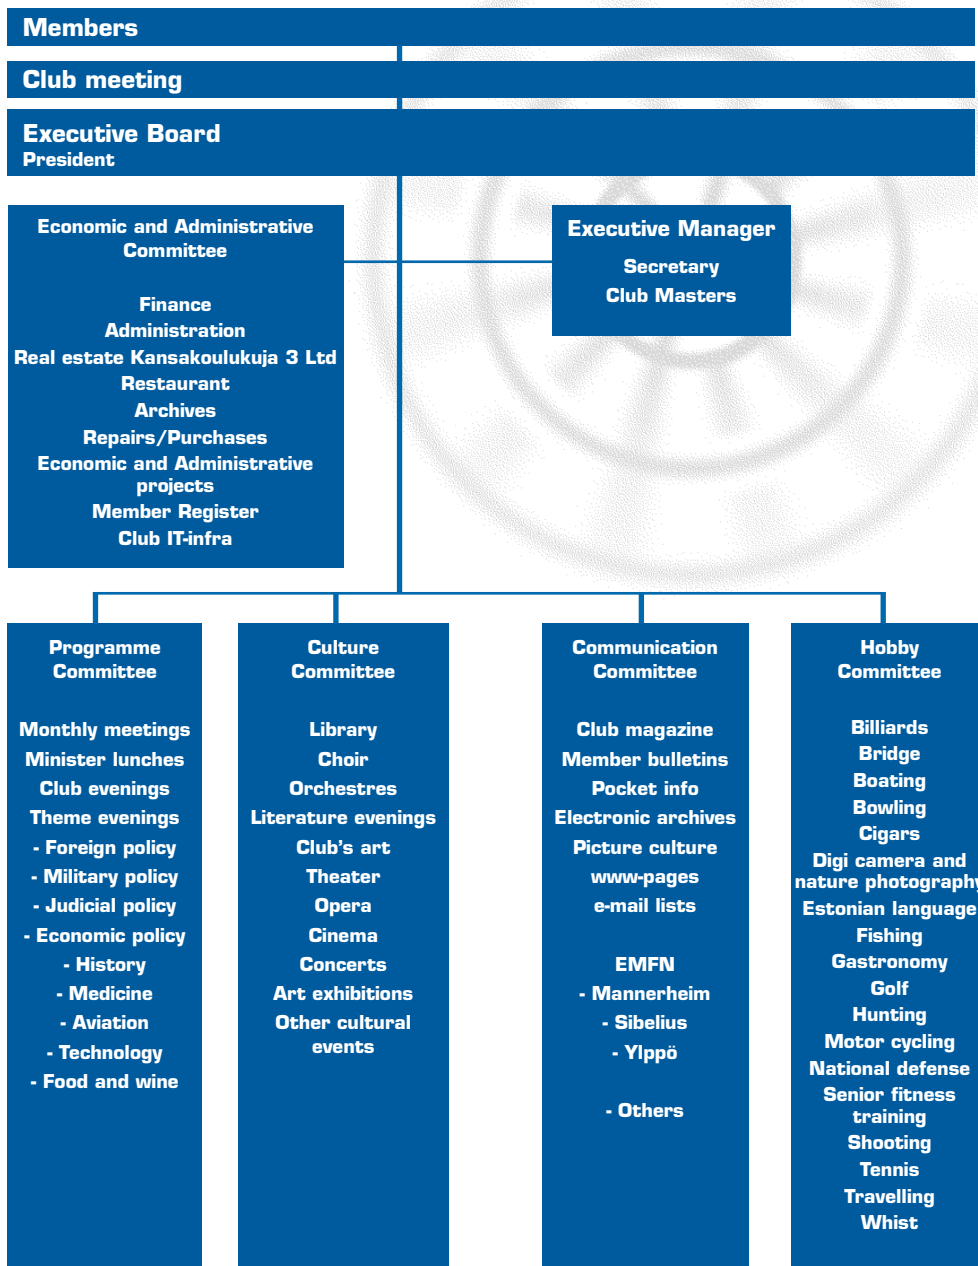 Members
Club meeting
Executive Board
President
Economic and Administrative
Committee
Finance
Administration
Real estate Kansakoulukuja 3 Ltd
Restaurant
Archives
Repairs/Purchases
Economic and Administrative
projects
Member Register
Club IT-infra
Executive Manager
Secretary
Club Masters
Programme
Committee
Monthly meetings
Minister lunches
Club evenings
Theme evenings
- Foreign policy
- Military policy
- Judicial policy
- Economic policy
- History
- Medicine
- Aviation
- Technology
- Food and wine
Culture
Committee
Library
Choir
Orchestres
Literature evenings
Club's art
Theater
Opera
Cinema
Concerts
Art exhibitions
Other cultural
events
Communication
Committee
Club magazine
Member bulletins
Pocket info
Electronic archives
Picture culture
www-pages
e-mail lists
EMFN
- Mannerheim
- Sibelius
- Ylppö
- Others
Hobby
Committee
Billiards
Bridge
Boating
Bowling
Cigars
Digi camera and
nature photography
Estonian language
Fishing
Gastronomy
Golf
Hunting
Motor cycling
National defense
Senior fitness
training
Shooting
Tennis
Travelling
Whist